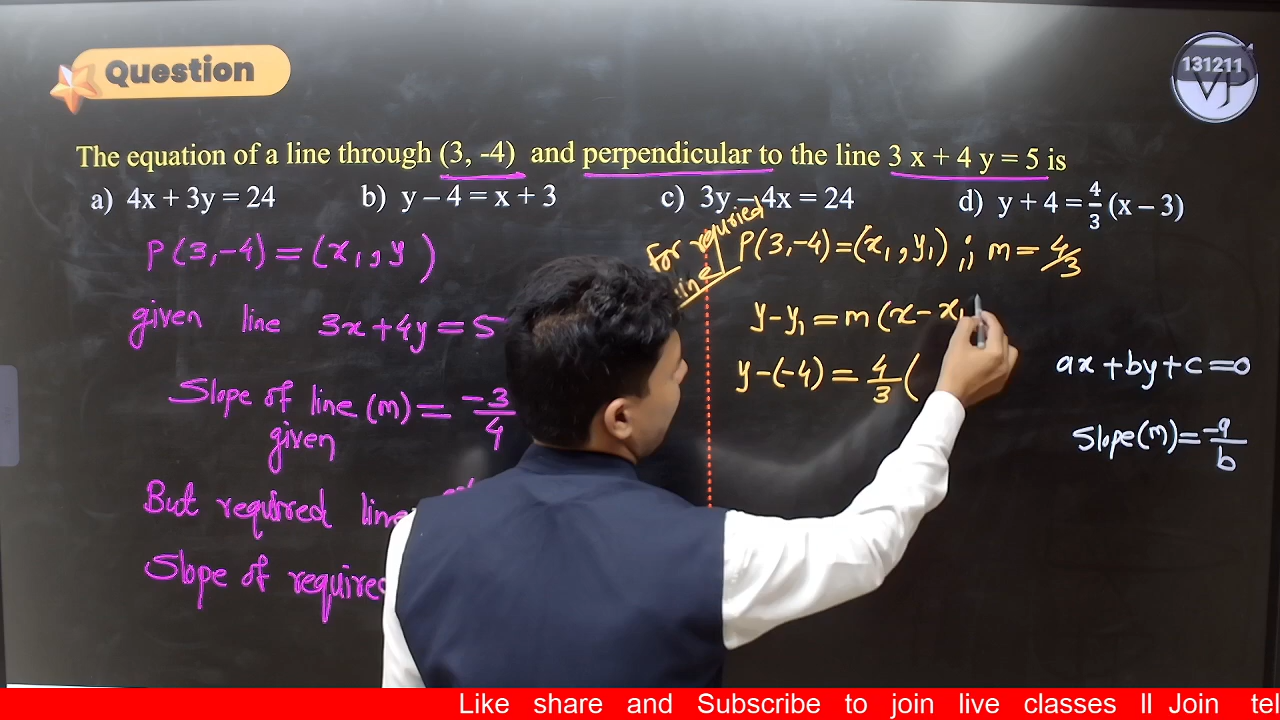 Question
131211
VP
The equation of a line through (3, -4) and perpendicular to the line 3 x + 4 y = 5 is
a) 4x + 3y = 24 b) y – 4 = x + 3 c) 3y – 4x = 24 d) y + 4 = 4/3 (x – 3)
P(3,-4) = (x₁, y )
given line 3x+4y=5
Slope of line (m) = -3/4
given
But required line
Slope of required
For requried
line
P(3,-4) = (x₁, y₁) ;; m = 4/3
y-y₁ = m (x-x₁
y-(-4) = 4/3 (
ax+by+c=0
Slope(m) = -a/b
Like share and Subscribe to join live classes ll Join tel